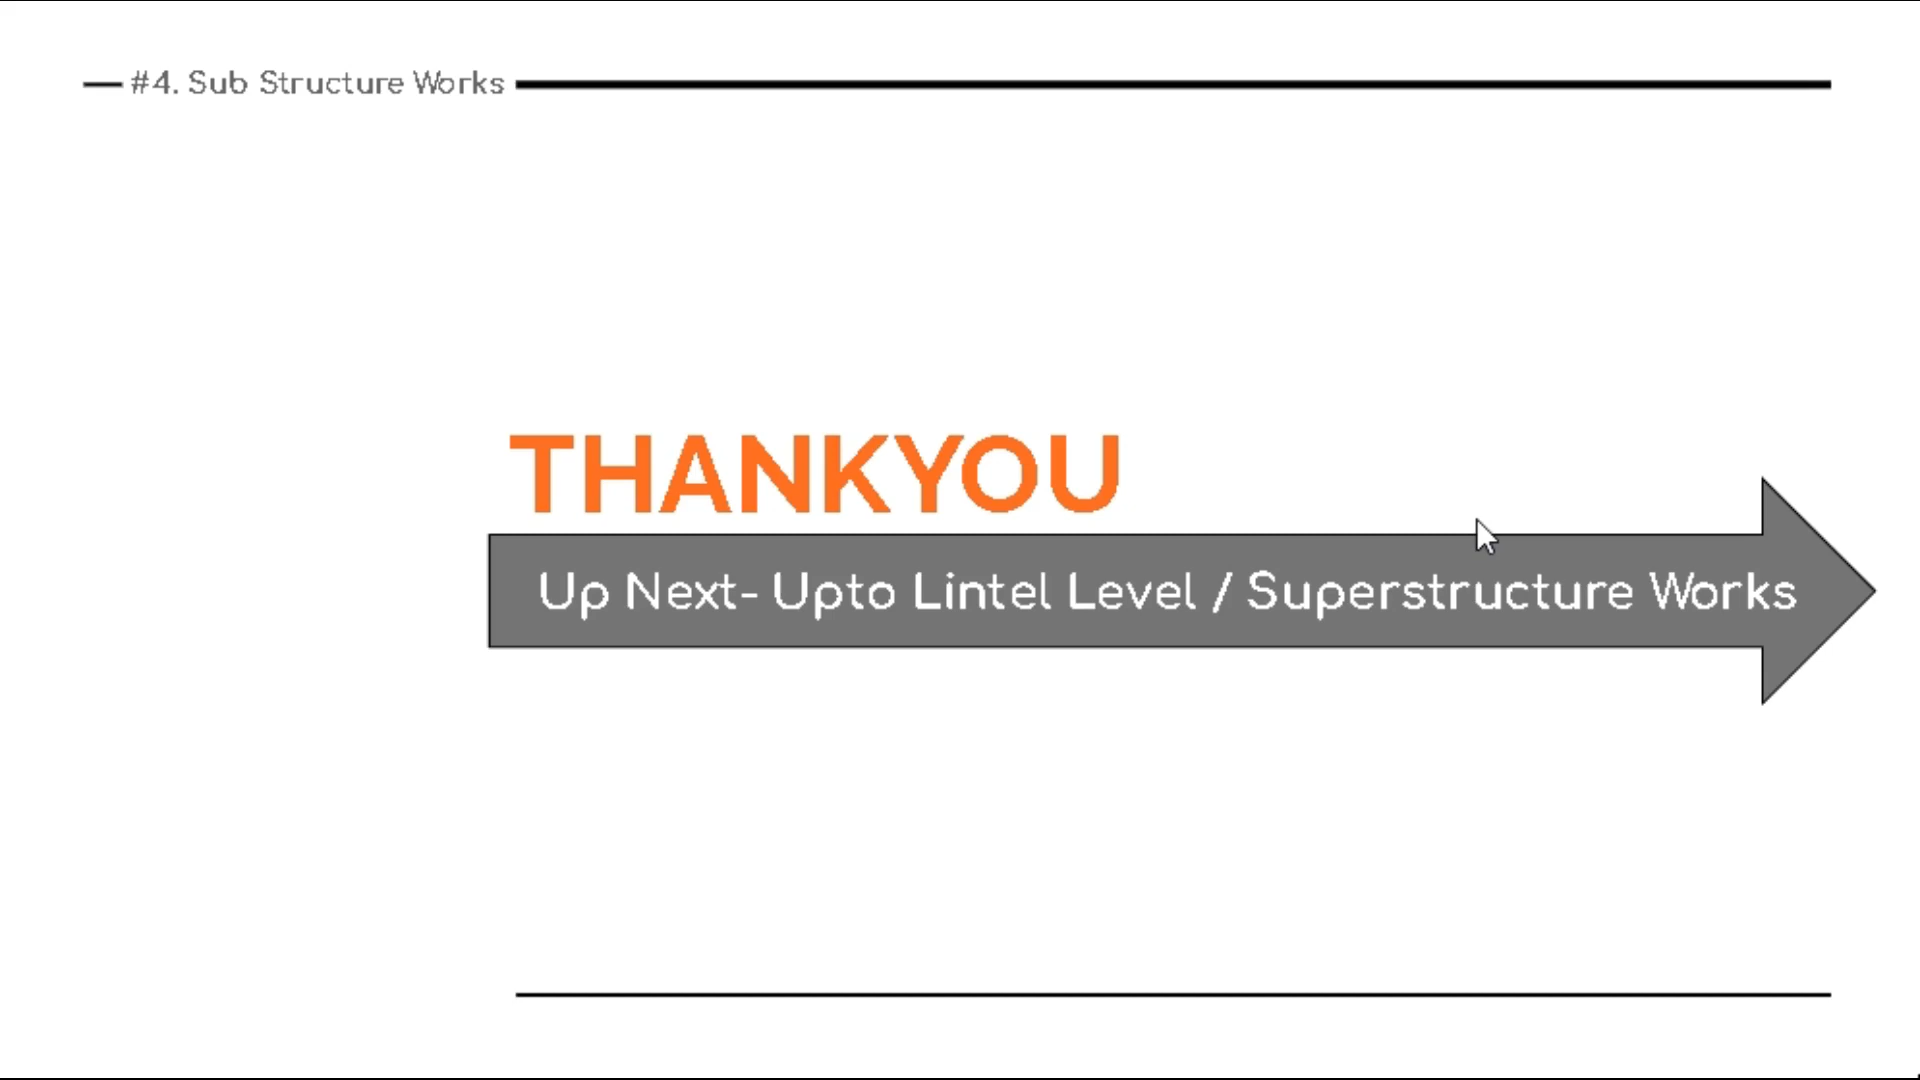 #4. Sub Structure Works
THANKYOU
Up Next- Upto Lintel Level / Superstructure Works